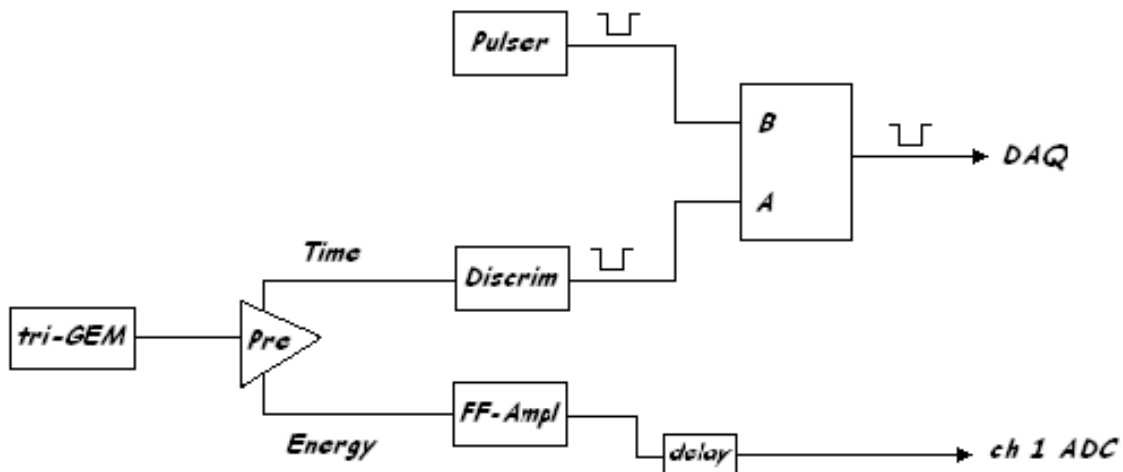 Pulser
B
DAQ
A
Time
Discrim
tri-GEM
Pre
FF-Ampl
Energy
delay
ch 1 ADC